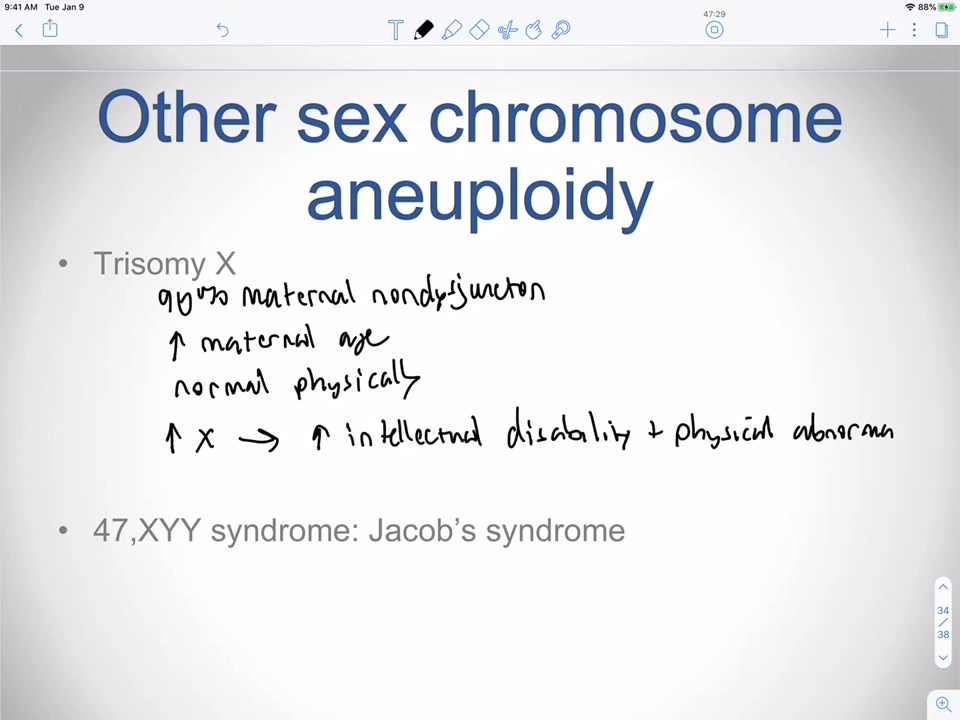 9:41 AM Tue Jan 9
88%
47:29
Other sex chromosome
aneuploidy
• Trisomy X
90% maternal nondysjuncton
↑ maternal age
normal physically
↑ X → ↑ intellectual disability + physical abnorma
• 47,XYY syndrome: Jacob's syndrome
34
/
38